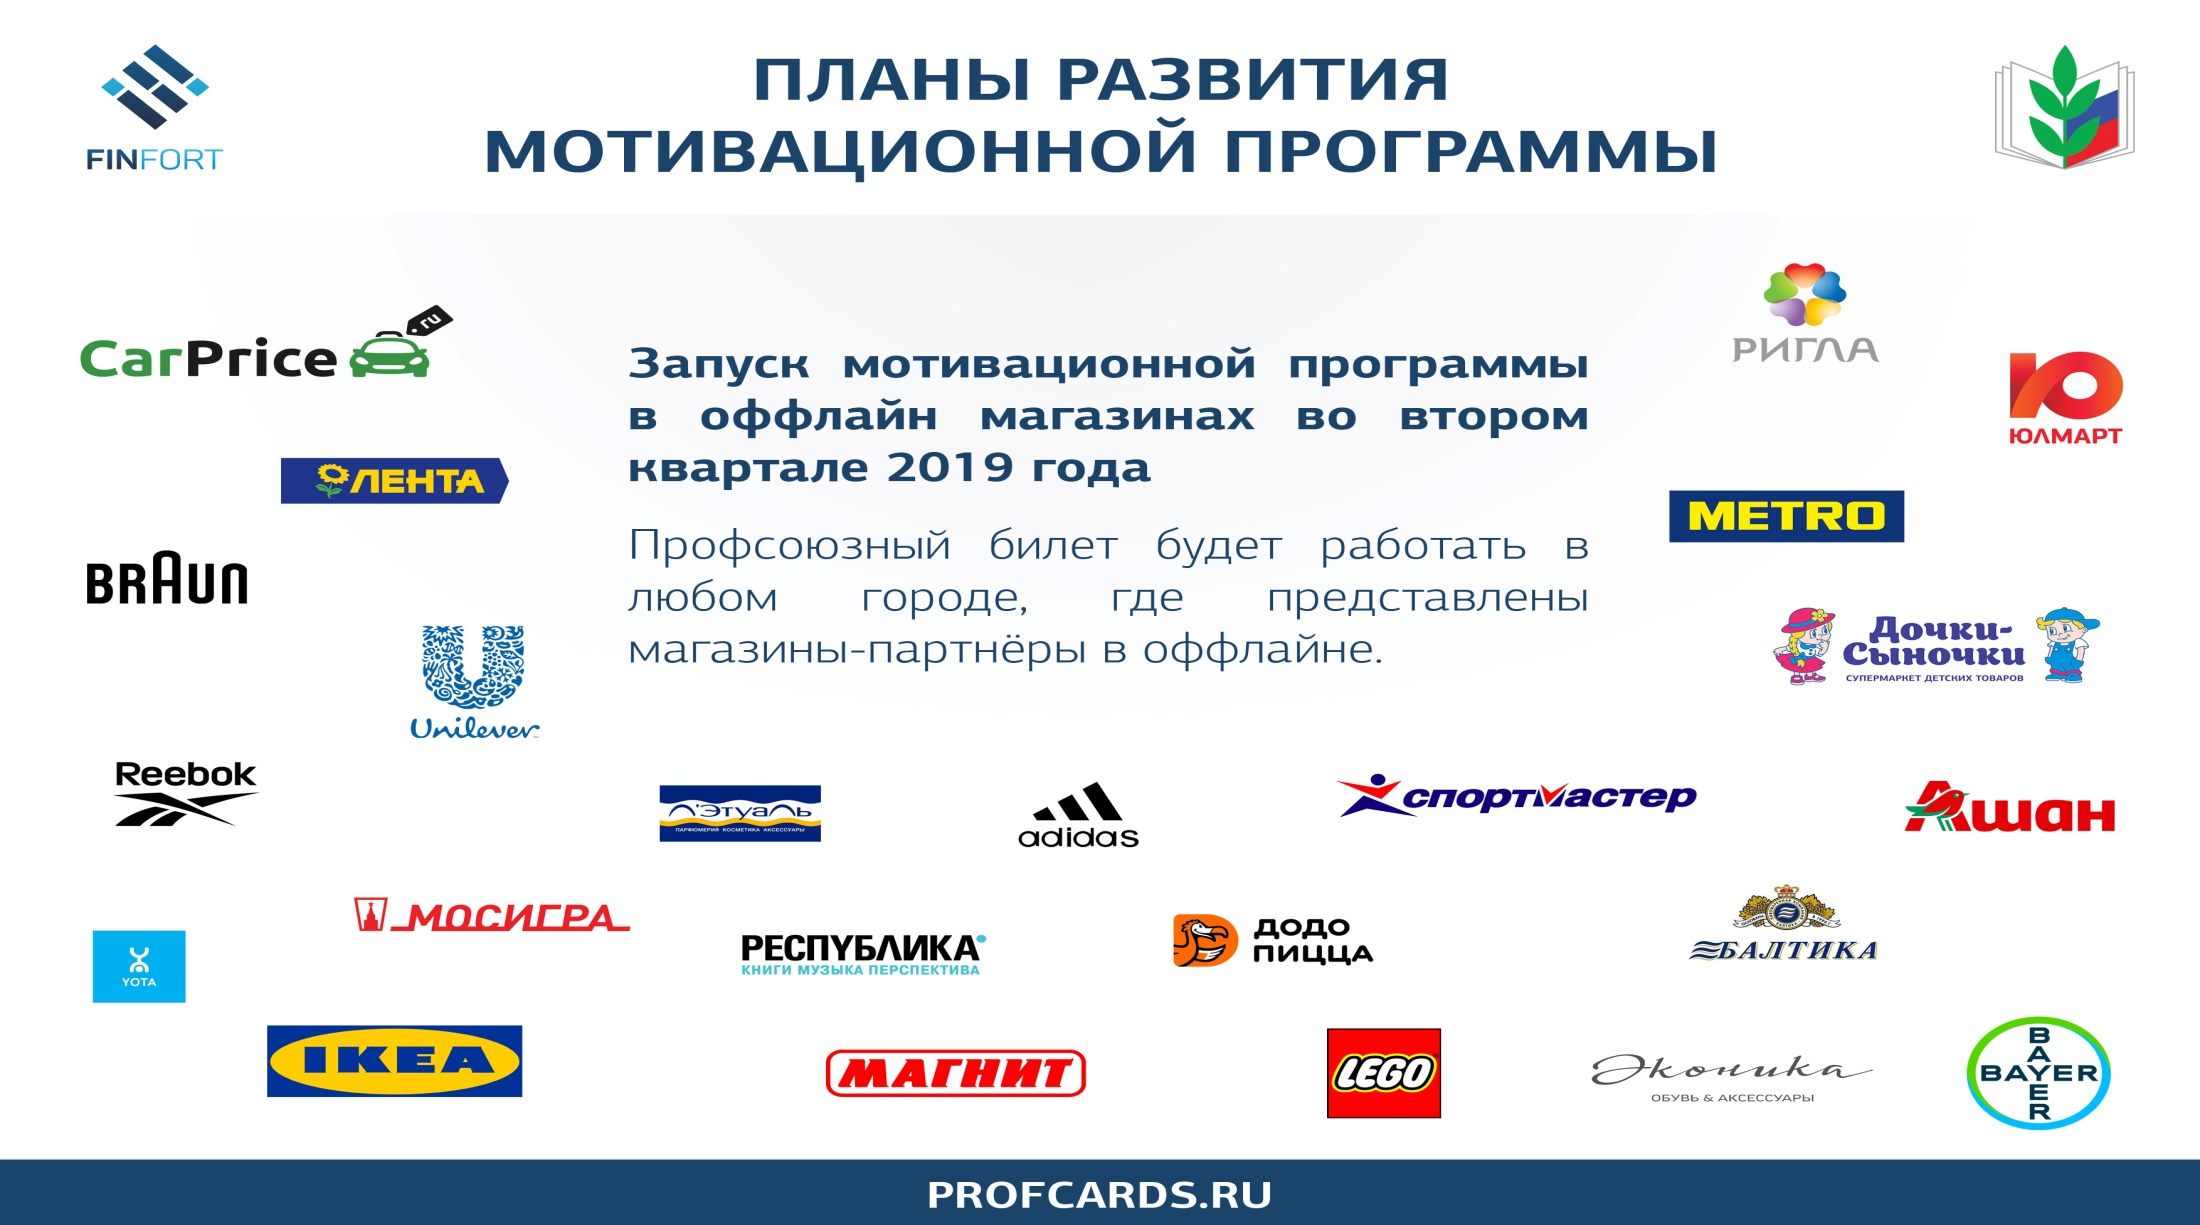 FINFORT
ПЛАНЫ РАЗВИТИЯ
МОТИВАЦИОННОЙ ПРОГРАММЫ
CarPrice
ru
РИГЛА
ЮЛМАРТ
Запуск мотивационной программы
в оффлайн магазинах во втором
квартале 2019 года
ЛЕНТА
METRO
Профсоюзный билет будет работать в
любом городе, где представлены
магазины-партнёры в оффлайне.
BRAUN
Unilever
Дочки-
Сыночки
СУПЕРМАРКЕТ ДЕТСКИХ ТОВАРОВ
Reebok
Л'Этуаль
ПАРФЮМЕРИЯ КОСМЕТИКА АКСЕССУАРЫ
adidas
спортмастер
Ашан
YOTA
МОСИГРА
РЕСПУБЛИКА
КНИГИ МУЗЫКА ПЕРСПЕКТИВА
ДОДО
ПИЦЦА
БАЛТИКА
IKEA
МАГНИТ
LEGO
Эконика
ОБУВЬ & АКСЕССУАРЫ
BAYER
BAYER
PROFCARDS.RU